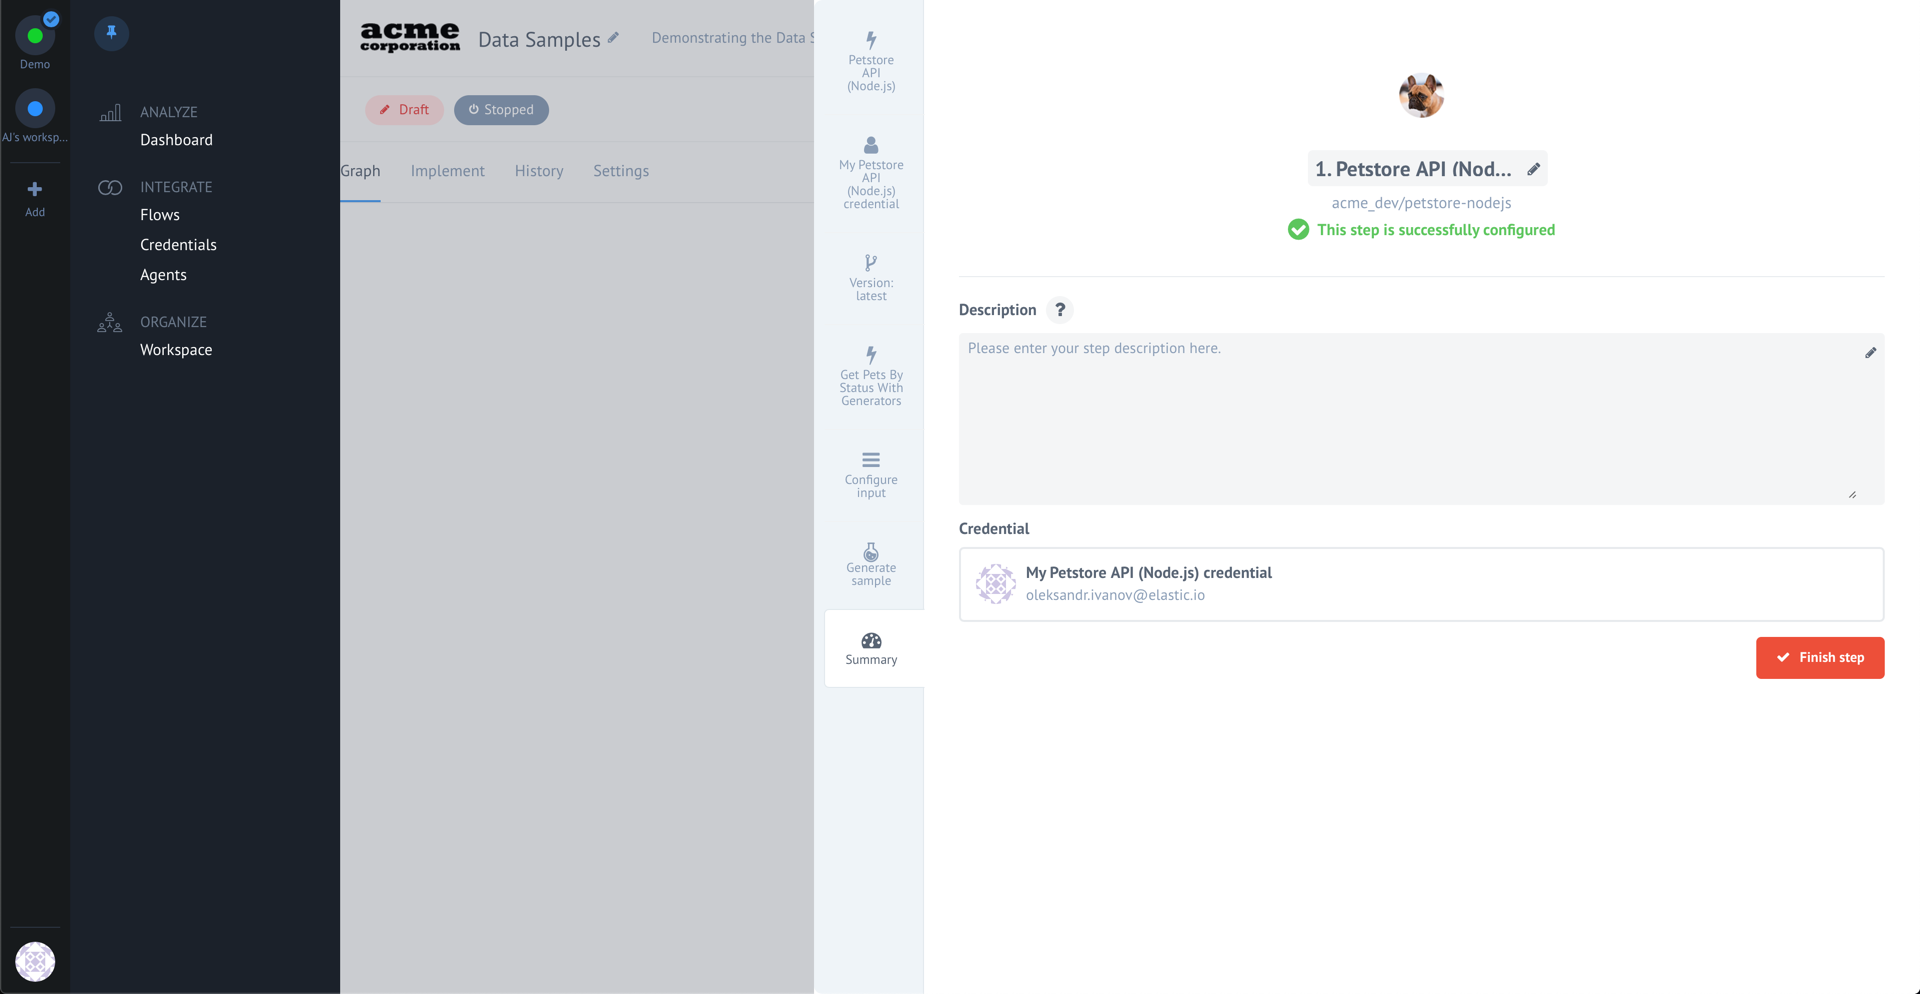 Demo
AJ's worksp...
Add
ANALYZE
Dashboard
INTEGRATE
Flows
Credentials
Agents
ORGANIZE
Workspace
acme
corporation
Data Samples
Demonstrating the Data
Draft
Stopped
Graph
Implement
History
Settings
Petstore
API
(Node.js)
My Petstore
API
(Node.js)
credential
Version:
latest
Get Pets By
Status With
Generators
Configure
input
Generate
sample
Summary
1. Petstore API (Nod...
acme_dev/petstore-nodejs
This step is successfully configured
Description ?
Please enter your step description here.
Credential
My Petstore API (Node.js) credential
oleksandr.ivanov@elastic.io
Finish step